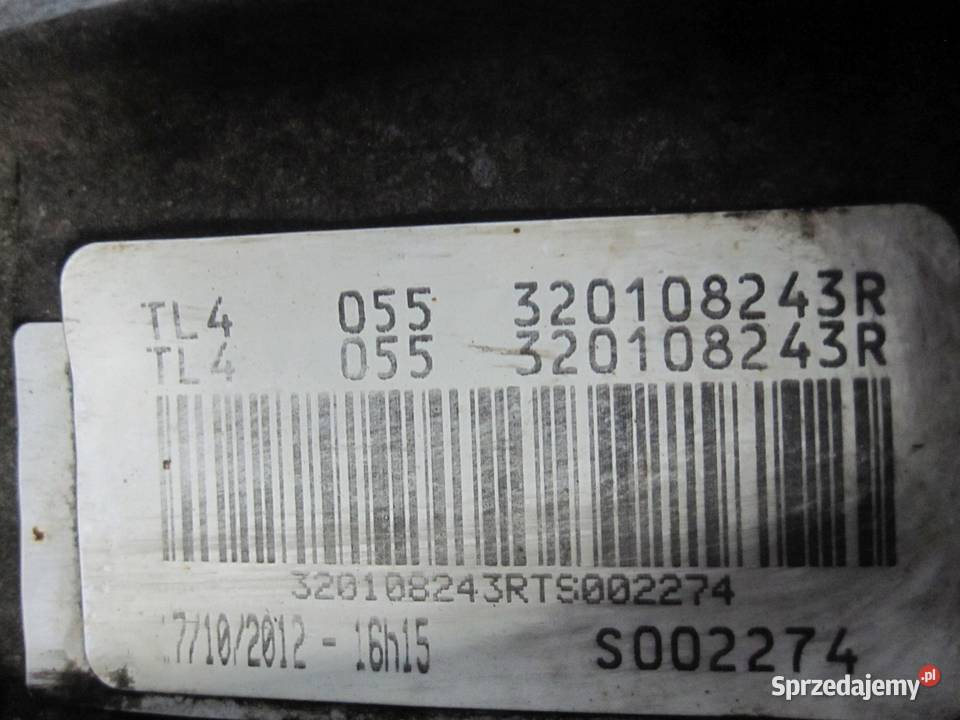 TL4 055 320108243R
TL4 055 320108243R
320108243RTS002274
7/10/2012 - 16h15 S002274
Sprzedajemy.pl